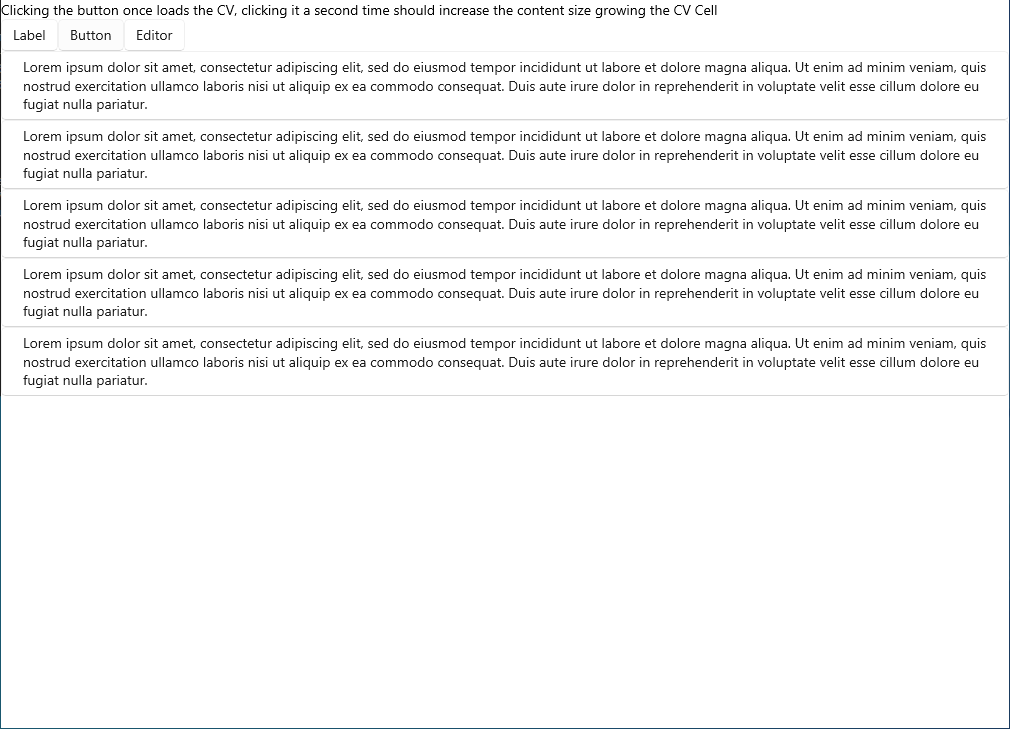 Clicking the button once loads the CV, clicking it a second time should increase the content size growing the CV Cell
Label Button Editor
Lorem ipsum dolor sit amet, consectetur adipiscing elit, sed do eiusmod tempor incididunt ut labore et dolore magna aliqua. Ut enim ad minim veniam, quis
nostrud exercitation ullamco laboris nisi ut aliquip ex ea commodo consequat. Duis aute irure dolor in reprehenderit in voluptate velit esse cillum dolore eu
fugiat nulla pariatur.
Lorem ipsum dolor sit amet, consectetur adipiscing elit, sed do eiusmod tempor incididunt ut labore et dolore magna aliqua. Ut enim ad minim veniam, quis
nostrud exercitation ullamco laboris nisi ut aliquip ex ea commodo consequat. Duis aute irure dolor in reprehenderit in voluptate velit esse cillum dolore eu
fugiat nulla pariatur.
Lorem ipsum dolor sit amet, consectetur adipiscing elit, sed do eiusmod tempor incididunt ut labore et dolore magna aliqua. Ut enim ad minim veniam, quis
nostrud exercitation ullamco laboris nisi ut aliquip ex ea commodo consequat. Duis aute irure dolor in reprehenderit in voluptate velit esse cillum dolore eu
fugiat nulla pariatur.
Lorem ipsum dolor sit amet, consectetur adipiscing elit, sed do eiusmod tempor incididunt ut labore et dolore magna aliqua. Ut enim ad minim veniam, quis
nostrud exercitation ullamco laboris nisi ut aliquip ex ea commodo consequat. Duis aute irure dolor in reprehenderit in voluptate velit esse cillum dolore eu
fugiat nulla pariatur.
Lorem ipsum dolor sit amet, consectetur adipiscing elit, sed do eiusmod tempor incididunt ut labore et dolore magna aliqua. Ut enim ad minim veniam, quis
nostrud exercitation ullamco laboris nisi ut aliquip ex ea commodo consequat. Duis aute irure dolor in reprehenderit in voluptate velit esse cillum dolore eu
fugiat nulla pariatur.